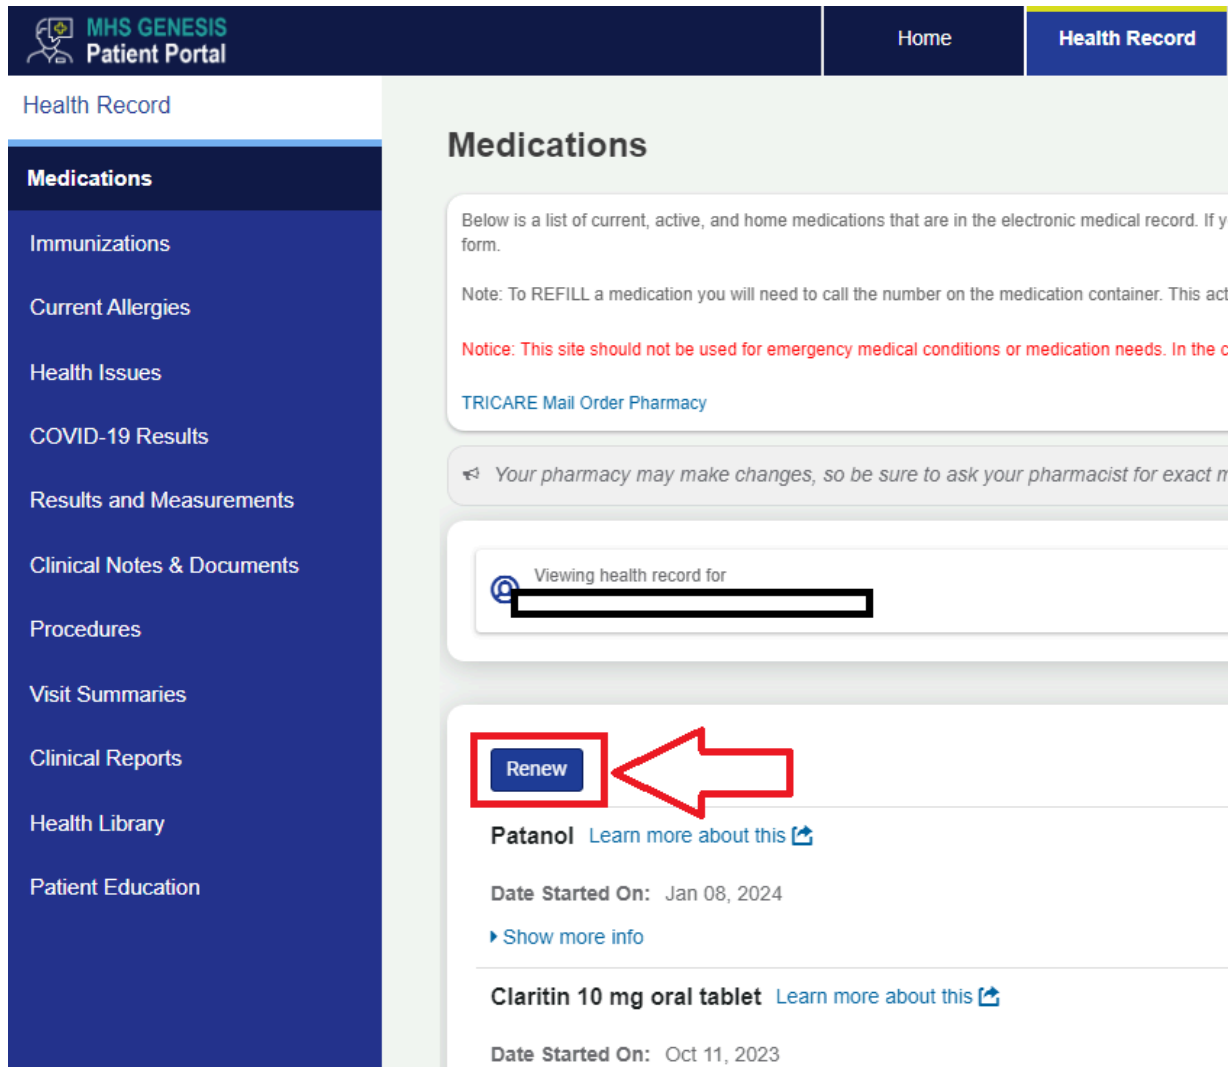 MHS GENESIS
Patient Portal
Home
Health Record
Health Record
Medications
Immunizations
Current Allergies
Health Issues
COVID-19 Results
Results and Measurements
Clinical Notes & Documents
Procedures
Visit Summaries
Clinical Reports
Health Library
Patient Education
Medications
Below is a list of current, active, and home medications that are in the electronic medical record. If
form.
Note: To REFILL a medication you will need to call the number on the medication container. This
Notice: This site should not be used for emergency medical conditions or medication needs. In the
TRICARE Mail Order Pharmacy
Your pharmacy may make changes, so be sure to ask your pharmacist for exact
Viewing health record for
Renew
Patanol Learn more about this
Date Started On: Jan 08, 2024
Show more info
Claritin 10 mg oral tablet Learn more about this
Date Started On: Oct 11, 2023